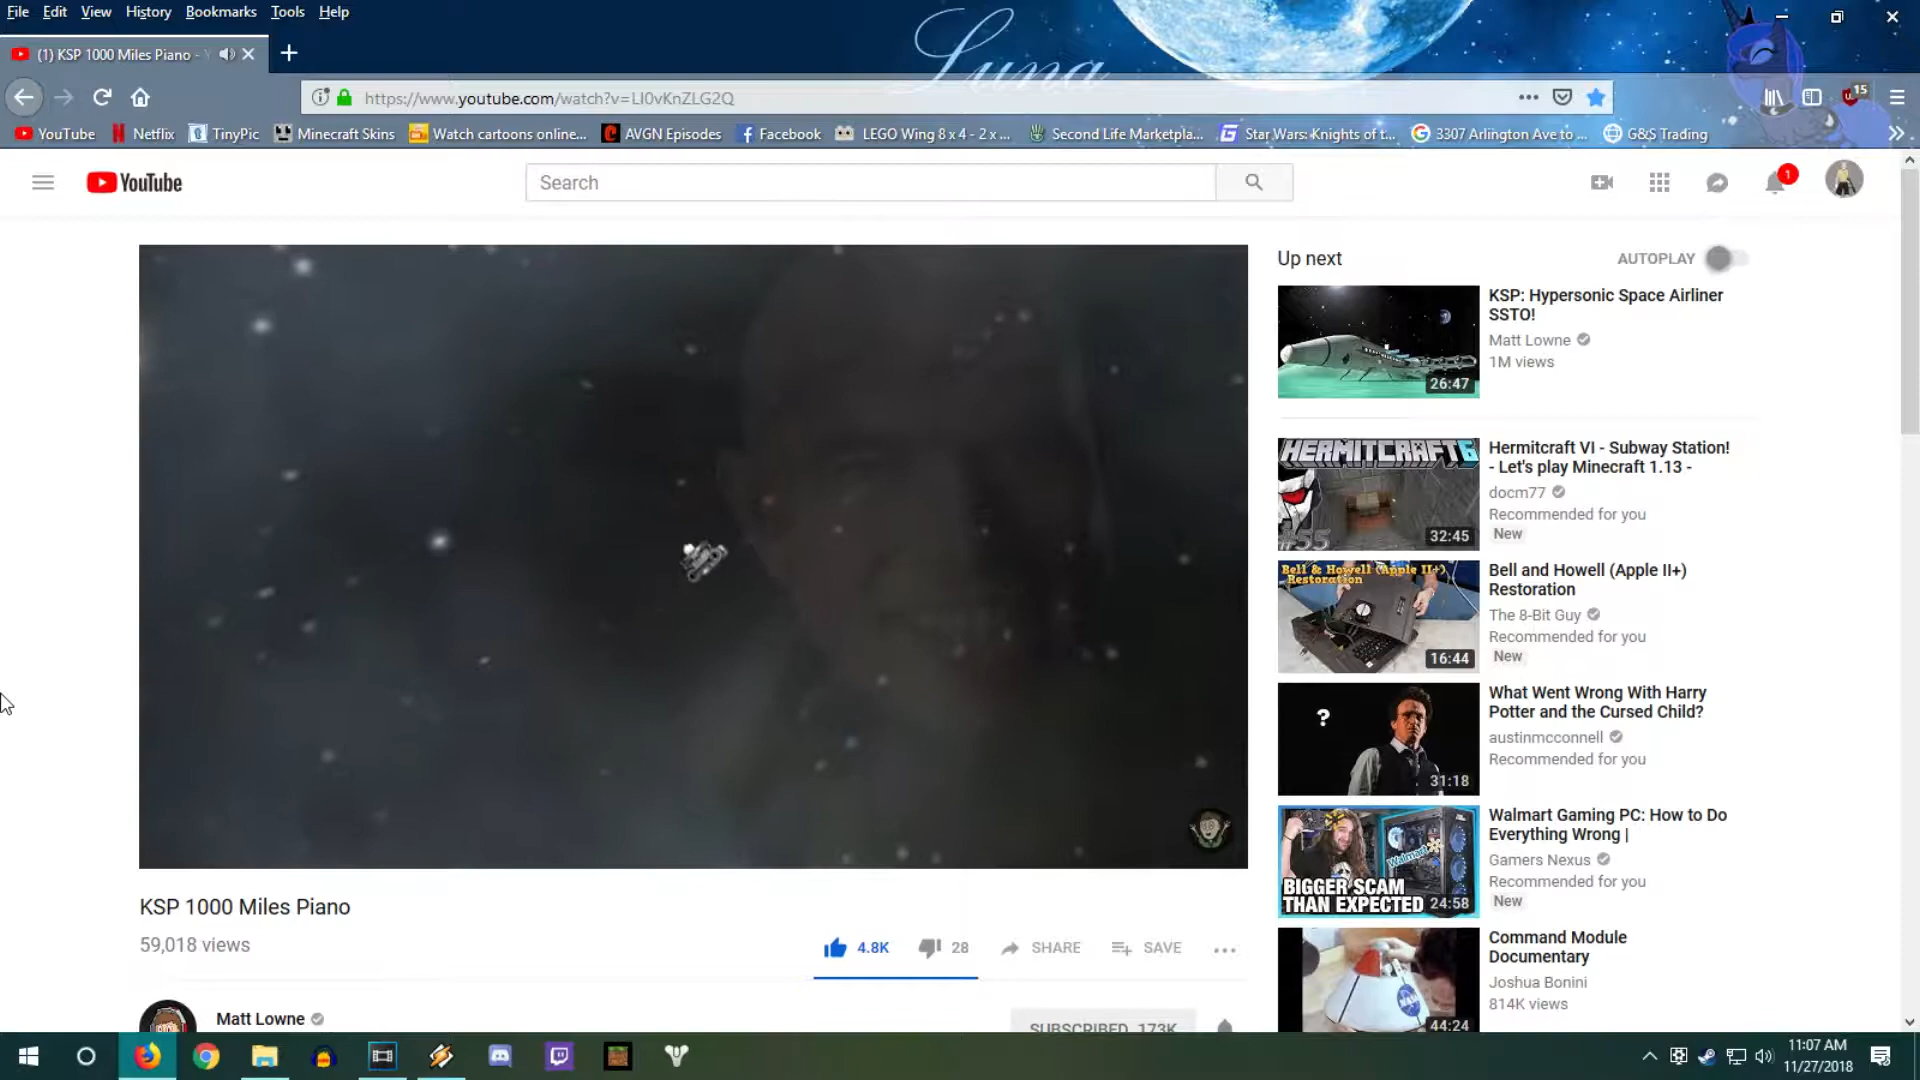 File Edit View History Bookmarks Tools Help
Luna
(1) KSP 1000 Miles Piano -
https://www.youtube.com/watch?v=LI0vKnZLG2Q
15
YouTube Netflix TinyPic Minecraft Skins Watch cartoons online... AVGN Episodes Facebook LEGO Wing 8 x 4 - 2 x ... Second Life Marketpla... Star Wars: Knights of t... 3307 Arlington Ave to ... G&S Trading
YouTube
Search
1
Up next
AUTOPLAY
KSP: Hypersonic Space Airliner
SSTO!
Matt Lowne
1M views
26:47
HERMITCRAFT6
#55
32:45
Hermitcraft VI - Subway Station!
- Let's play Minecraft 1.13 -
docm77
Recommended for you
New
Bell & Howell (Apple II+)
Restoration
16:44
Bell and Howell (Apple II+)
Restoration
The 8-Bit Guy
Recommended for you
New
?
31:18
What Went Wrong With Harry
Potter and the Cursed Child?
austinmcconnell
Recommended for you
Walmart
BIGGER SCAM
THAN EXPECTED
24:58
Walmart Gaming PC: How to Do
Everything Wrong |
Gamers Nexus
Recommended for you
New
NASA
44:24
Command Module
Documentary
Joshua Bonini
814K views
KSP 1000 Miles Piano
59,018 views
4.8K 28 SHARE SAVE
Matt Lowne
SUBSCRIBED 173K
11:07 AM
11/27/2018